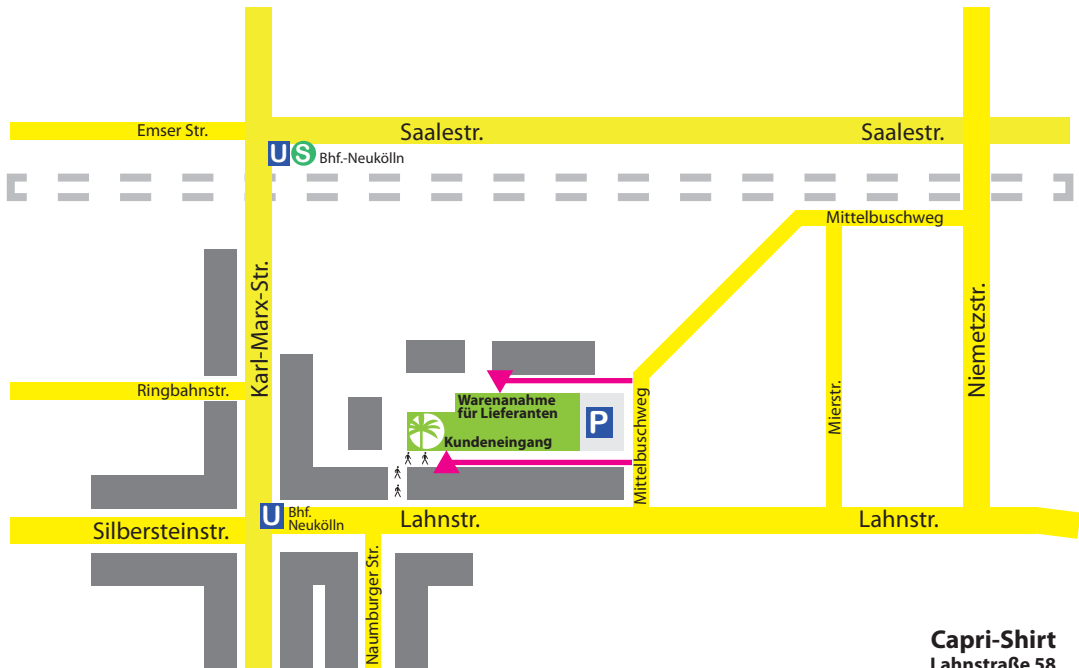 Emser Str.
Saalestr.
Saalestr.
U S Bhf.-Neukölln
Mittelbuschweg
Karl-Marx-Str.
Niemetzstr.
Ringbahnstr.
Warenanahme
für Lieferanten
P
Kundeneingang
Mittelbuschweg
Mierstr.
U Bhf.
Neukölln
Lahnstr.
Lahnstr.
Silbersteinstr.
Naumburger Str.
Capri-Shirt
Lahnstraße 58